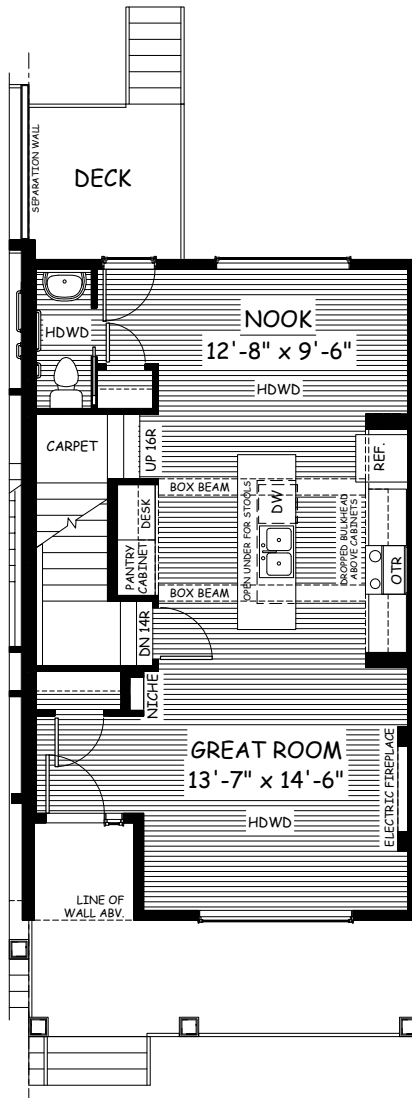 SEPARATION WALL
DECK
HDWD
NOOK
12'-8" x 9'-6"
HDWD
CARPET
UP 16R
REF.
BOX BEAM
DESK
PANTRY
CABINET
OPEN UNDER FOR STOOLS
DW
DROPPED BULKHEAD
ABOVE CABINETS
OTR
BOX BEAM
DN 14R
NICHE
GREAT ROOM
13'-7" x 14'-6"
HDWD
ELECTRIC FIREPLACE
LINE OF
WALL ABV.